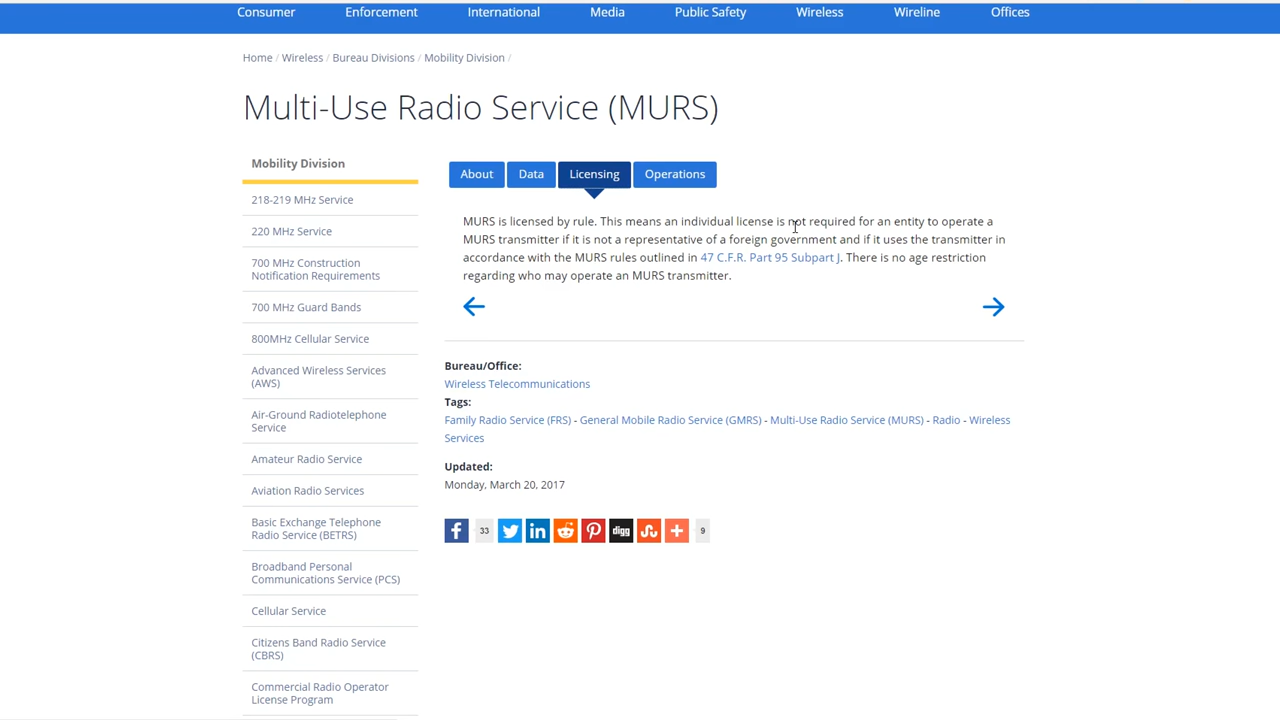 Consumer Enforcement International Media Public Safety Wireless Wireline Offices
Home / Wireless / Bureau Divisions / Mobility Division /
Multi-Use Radio Service (MURS)
Mobility Division
218-219 MHz Service
220 MHz Service
700 MHz Construction
Notification Requirements
700 MHz Guard Bands
800MHz Cellular Service
Advanced Wireless Services
(AWS)
Air-Ground Radiotelephone
Service
Amateur Radio Service
Aviation Radio Services
Basic Exchange Telephone
Radio Service (BETRS)
Broadband Personal
Communications Service (PCS)
Cellular Service
Citizens Band Radio Service
(CBRS)
Commercial Radio Operator
License Program
About Data Licensing Operations
MURS is licensed by rule. This means an individual license is not required for an entity to operate a
MURS transmitter if it is not a representative of a foreign government and if it uses the transmitter in
accordance with the MURS rules outlined in 47 C.F.R. Part 95 Subpart J. There is no age restriction
regarding who may operate an MURS transmitter.
Bureau/Office:
Wireless Telecommunications
Tags:
Family Radio Service (FRS) - General Mobile Radio Service (GMRS) - Multi-Use Radio Service (MURS) - Radio - Wireless
Services
Updated:
Monday, March 20, 2017
33 digg 9